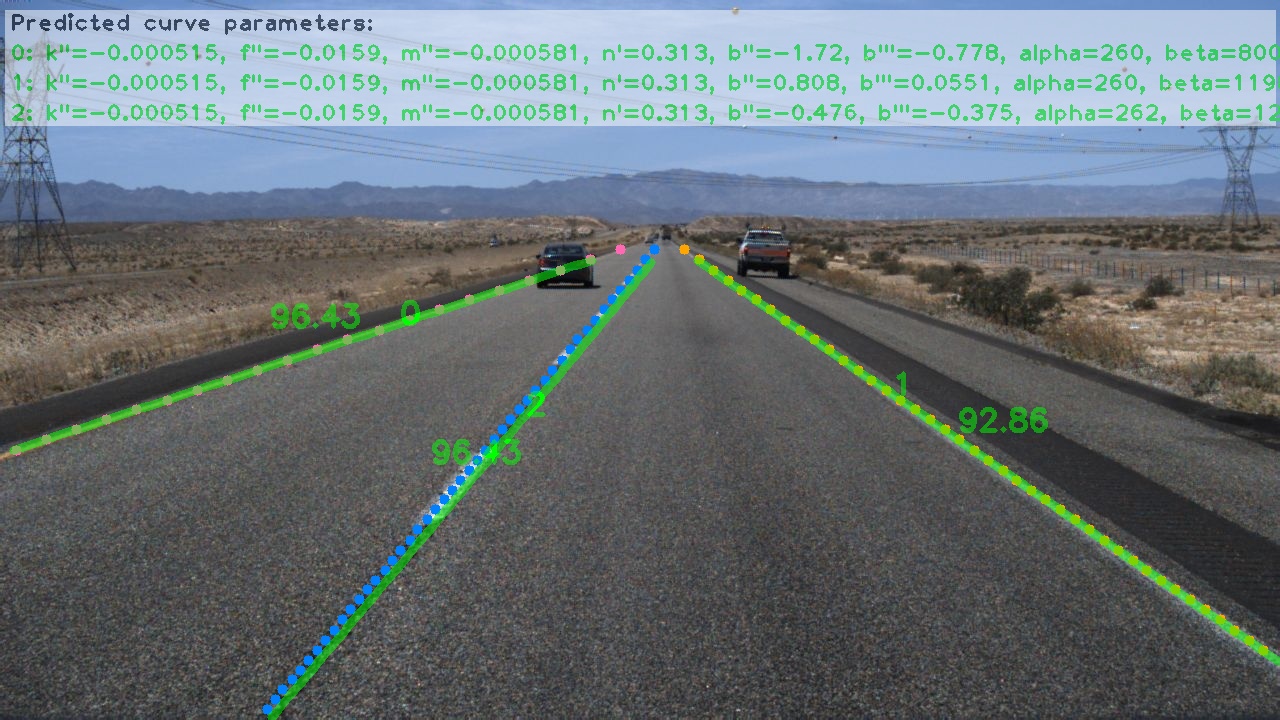 Predicted curve parameters:
0: k''=-0.000515, f''=-0.0159, m''=-0.000581, n'=0.313, b''=-1.72, b'''=-0.778, alpha=260, beta=800
1: k''=-0.000515, f''=-0.0159, m''=-0.000581, n'=0.313, b''=0.808, b'''=0.0551, alpha=260, beta=119
2: k''=-0.000515, f''=-0.0159, m''=-0.000581, n'=0.313, b''=-0.476, b'''=-0.375, alpha=262, beta=12
96.43 0
1
2
92.86
96.43